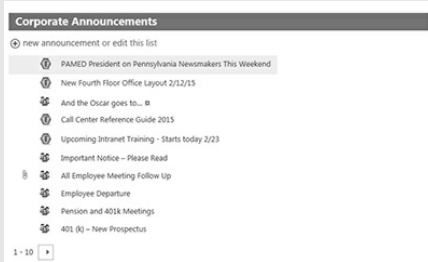 Corporate Announcements
new announcement or edit this list
PAMED President on Pennsylvania Newsmakers This Weekend
New Fourth Floor Office Layout 2/12/15
And the Oscar goes to...
Call Center Reference Guide 2015
Upcoming Intranet Training - Starts today 2/23
Important Notice – Please Read
All Employee Meeting Follow Up
Employee Departure
Pension and 401k Meetings
401 (k) – New Prospectus
1 - 10